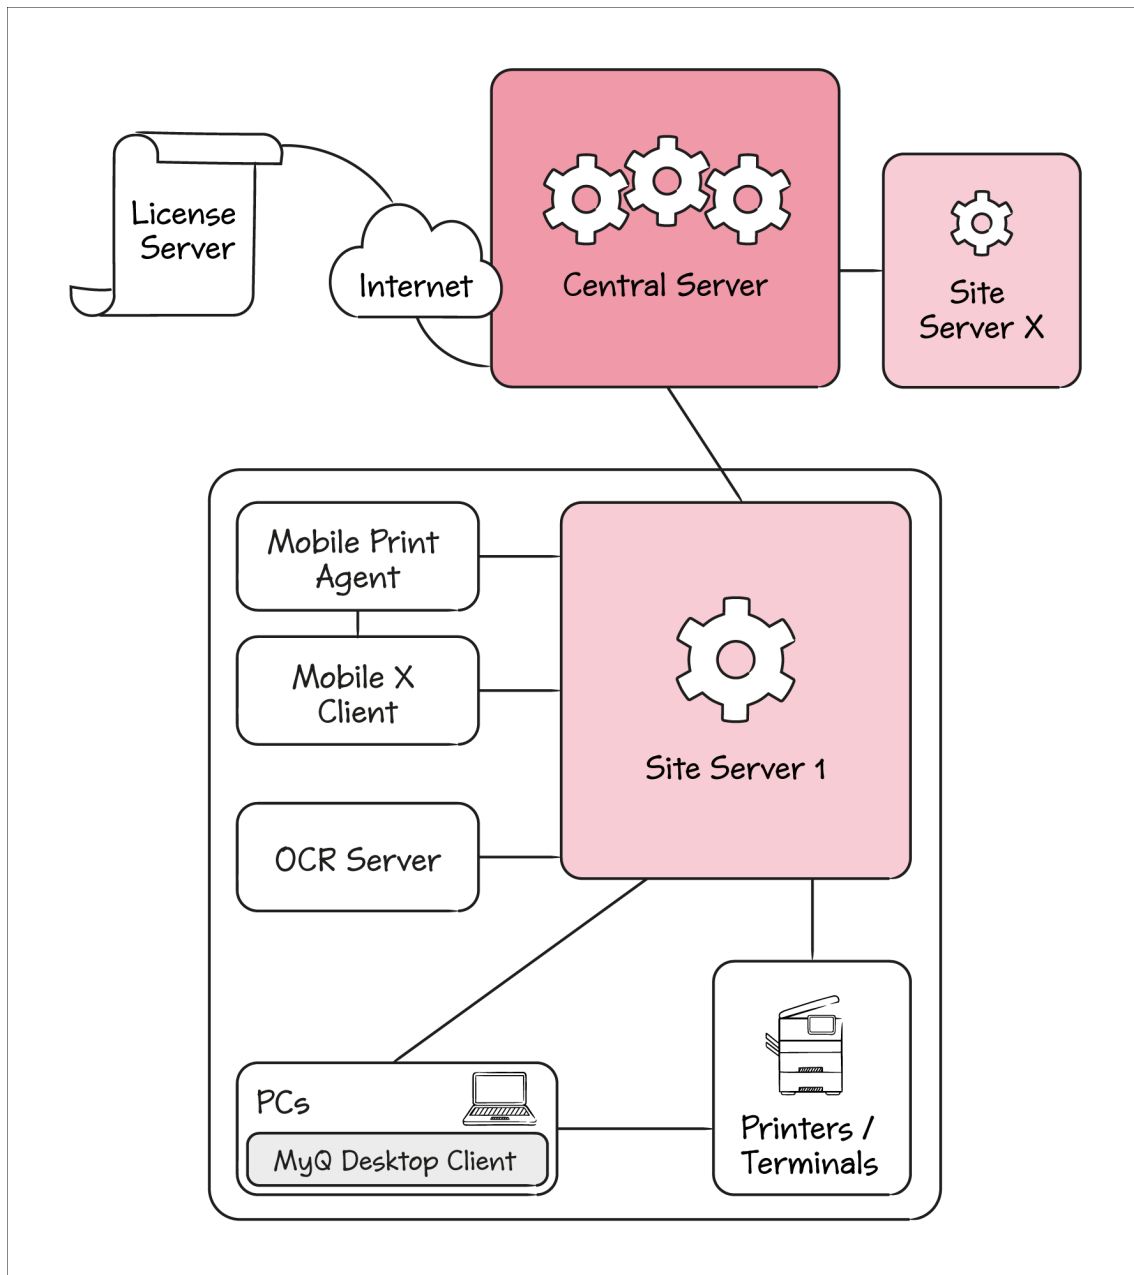 License
Server
Internet
Central Server
Site
Server X
Mobile Print
Agent
Mobile X
Client
Site Server 1
OCR Server
PCs
MyQ Desktop Client
Printers /
Terminals